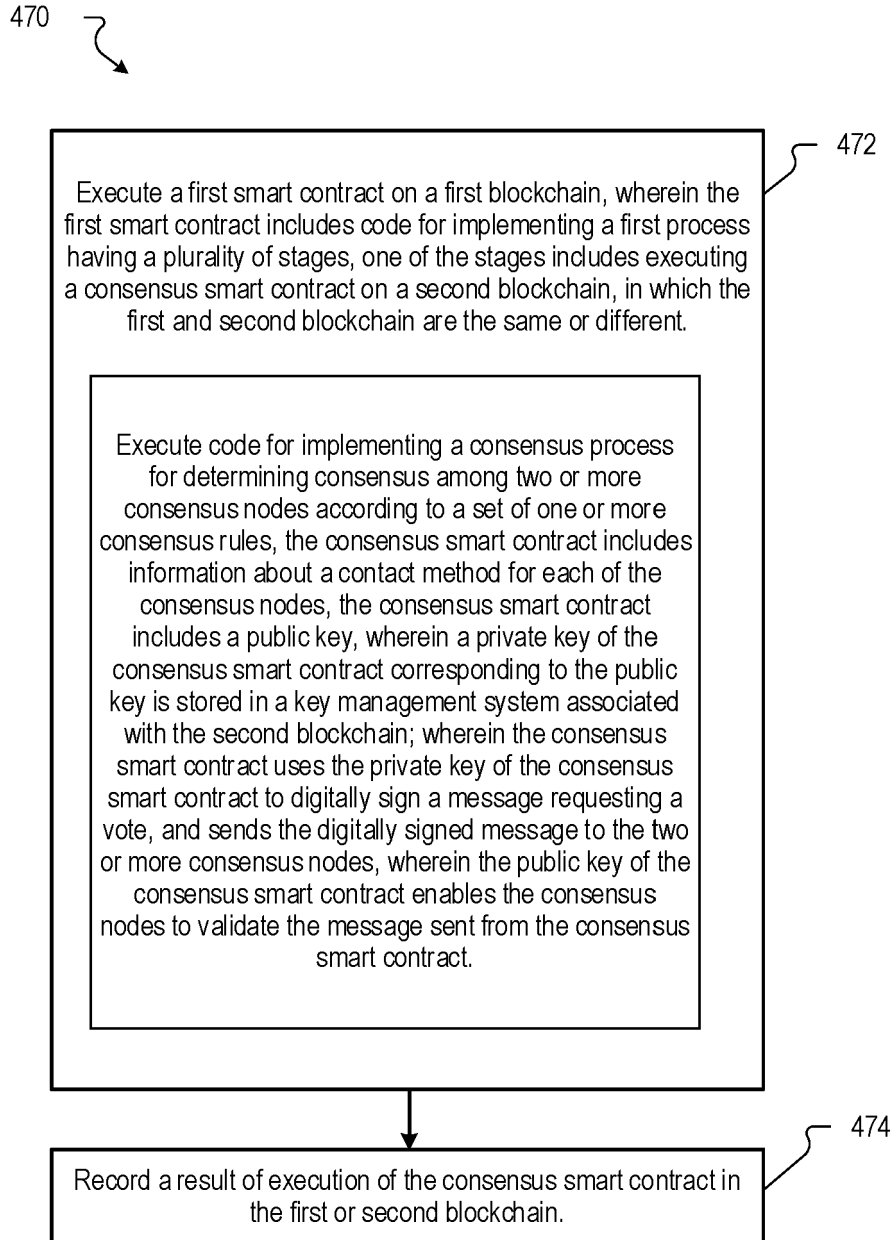 470
472
Execute a first smart contract on a first blockchain, wherein the
first smart contract includes code for implementing a first process
having a plurality of stages, one of the stages includes executing
a consensus smart contract on a second blockchain, in which the
first and second blockchain are the same or different.
Execute code for implementing a consensus process
for determining consensus among two or more
consensus nodes according to a set of one or more
consensus rules, the consensus smart contract includes
information about a contact method for each of the
consensus nodes, the consensus smart contract
includes a public key, wherein a private key of the
consensus smart contract corresponding to the public
key is stored in a key management system associated
with the second blockchain; wherein the consensus
smart contract uses the private key of the consensus
smart contract to digitally sign a message requesting a
vote, and sends the digitally signed message to the two
or more consensus nodes, wherein the public key of the
consensus smart contract enables the consensus
nodes to validate the message sent from the consensus
smart contract.
474
Record a result of execution of the consensus smart contract in
the first or second blockchain.